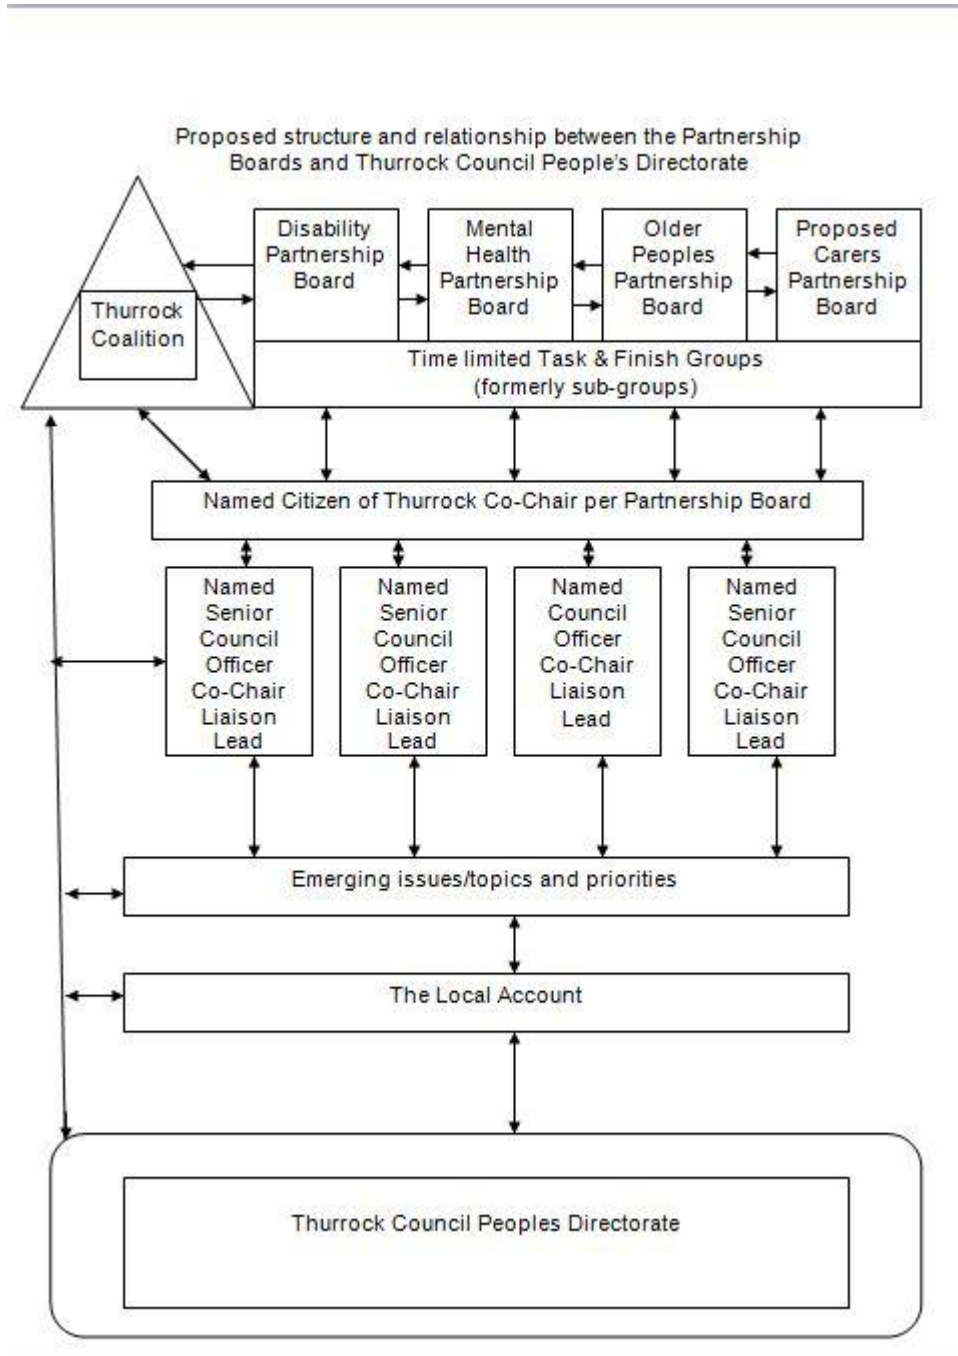 Proposed structure and relationship between the Partnership
Boards and Thurrock Council People's Directorate
Thurrock
Coalition
Disability
Partnership
Board
Mental
Health
Partnership
Board
Older
Peoples
Partnership
Board
Proposed
Carers
Partnership
Board
Time limited Task & Finish Groups
(formerly sub-groups)
Named Citizen of Thurrock Co-Chair per Partnership Board
Named
Senior
Council
Officer
Co-Chair
Liaison
Lead
Named
Senior
Council
Officer
Co-Chair
Liaison
Lead
Named
Council
Officer
Co-Chair
Liaison
Lead
Named
Senior
Council
Officer
Co-Chair
Liaison
Lead
Emerging issues/topics and priorities
The Local Account
Thurrock Council Peoples Directorate